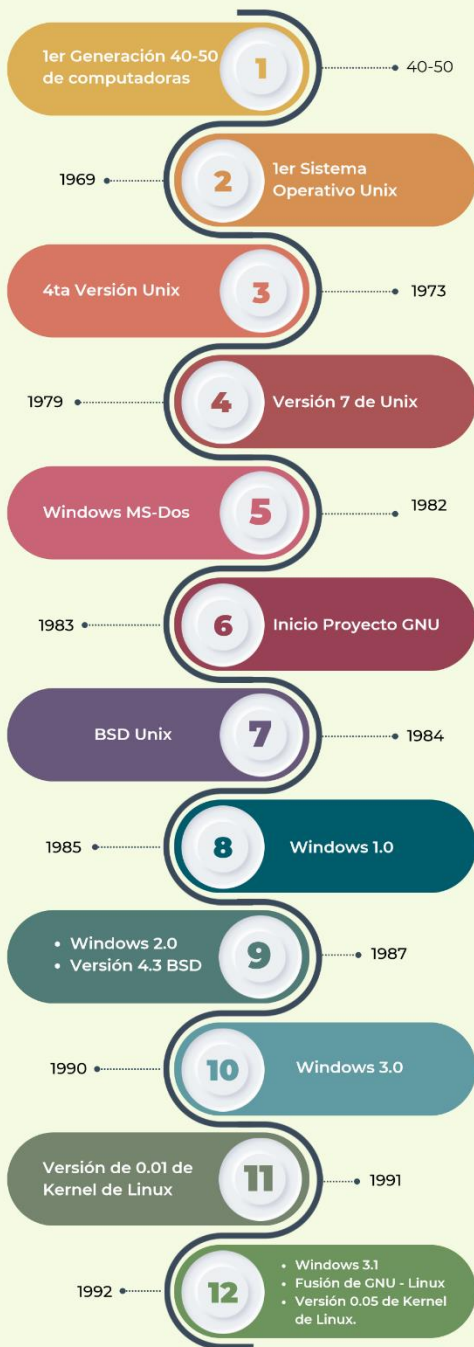 1er Generación 40-50
de computadoras
1
40-50
1969
2
1er Sistema
Operativo Unix
4ta Versión Unix
3
1973
1979
4
Versión 7 de Unix
Windows MS-Dos
5
1982
1983
6
Inicio Proyecto GNU
BSD Unix
7
1984
1985
8
Windows 1.0
• Windows 2.0
• Versión 4.3 BSD
9
1987
1990
10
Windows 3.0
Versión de 0.01 de
Kernel de Linux
11
1991
1992
12
• Windows 3.1
• Fusión de GNU - Linux
• Versión 0.05 de Kernel
de Linux.